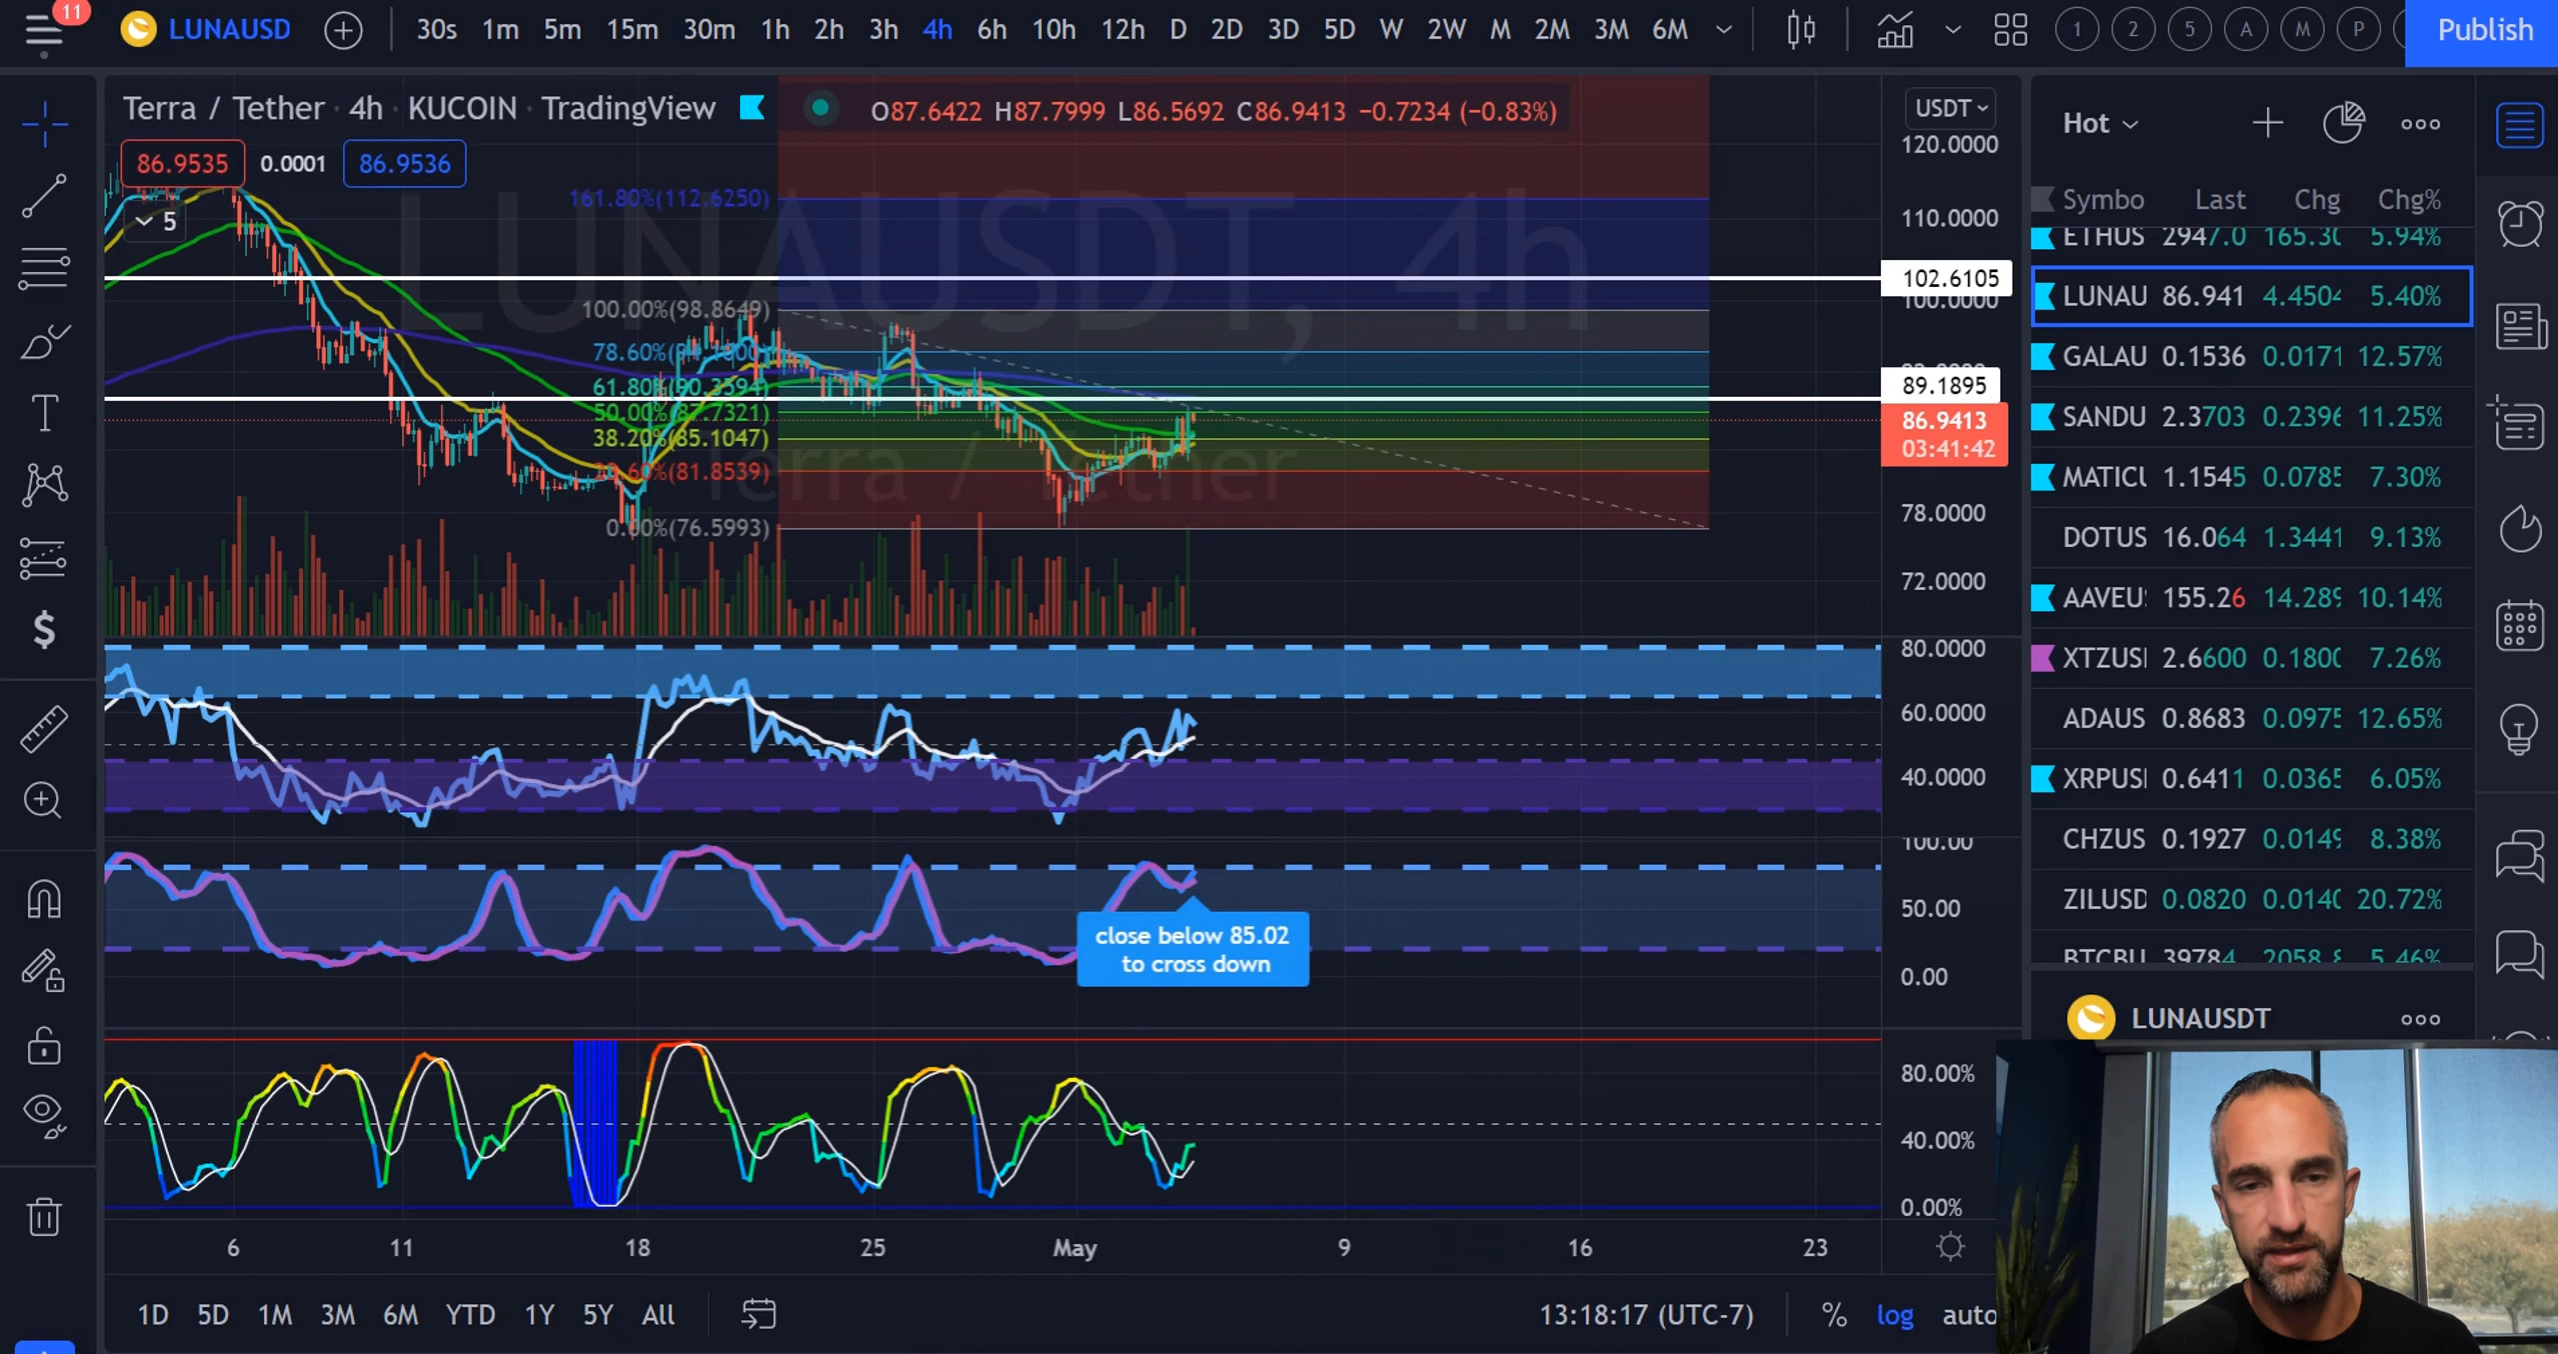 11
LUNAUSD
30s 1m 5m 15m 30m 1h 2h 3h 4h 6h 10h 12h D 2D 3D 5D W 2W M 2M 3M 6M
1 2 5 A M P
Publish
Terra / Tether · 4h · KUCOIN · TradingView
O87.6422 H87.7999 L86.5692 C86.9413 −0.7234 (−0.83%)
86.9535 0.0001 86.9536
5
LUNAUSDT, 4h
Terra / Tether
161.80%(112.6250)
100.00%(98.8649)
61.80%(90.3594)
50.00%(87.7321)
38.20%(85.1047)
0.00%(76.5993)
USDT
120.0000
110.0000
102.6105
100.0000
89.1895
86.9413
03:41:42
78.0000
72.0000
80.0000
60.0000
40.0000
100.00
50.00
0.00
close below 85.02
to cross down
80.00%
40.00%
0.00%
6 11 18 25 May 9 16 23
1D 5D 1M 3M 6M YTD 1Y 5Y All
13:18:17 (UTC-7) % log auto
Hot
Symbo Last Chg Chg%
ETHUS 2947.0 165.30 5.94%
LUNAU 86.941 4.4504 5.40%
GALAU 0.1536 0.0171 12.57%
SANDU 2.3703 0.2396 11.25%
MATICU 1.1545 0.0785 7.30%
DOTUS 16.064 1.3441 9.13%
AAVEU 155.26 14.289 10.14%
XTZUS 2.6600 0.1800 7.26%
ADAUS 0.8683 0.0975 12.65%
XRPUS 0.6411 0.0365 6.05%
CHZUS 0.1927 0.0149 8.38%
ZILUSD 0.0820 0.0140 20.72%
BTCBU 39784 2058.8 5.46%
LUNAUSDT